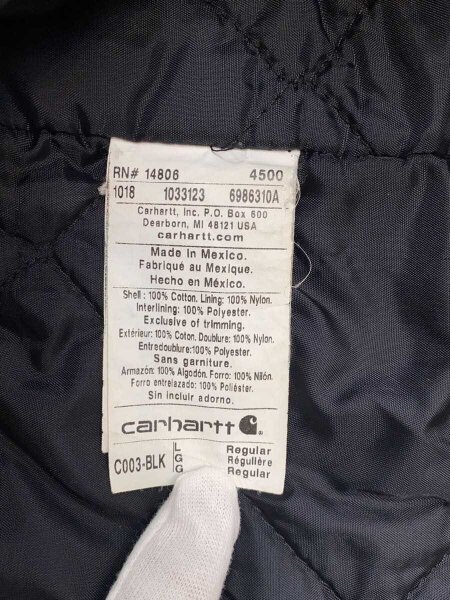 RN# 14806 4500
1018 1033123 6986310A
Carhartt, Inc. P.O. Box 600
Dearborn, MI 48121 USA
carhartt.com
Made in Mexico.
Fabriqué au Mexique.
Hecho en México.
Shell : 100% Cotton. Lining: 100% Nylon.
Interlining: 100% Polyester.
Exclusive of trimming.
Extérieur: 100% Coton. Doublure: 100% Nylon.
Entredoublure:100% Polyester.
Sans garniture.
Armazón: 100% Algodón. Forro: 100% Nilón.
Forro entrelazado: 100% Poliéster.
Sin incluir adorno.
carhartt
C003-BLK L Regular
G Régulière
G Regular